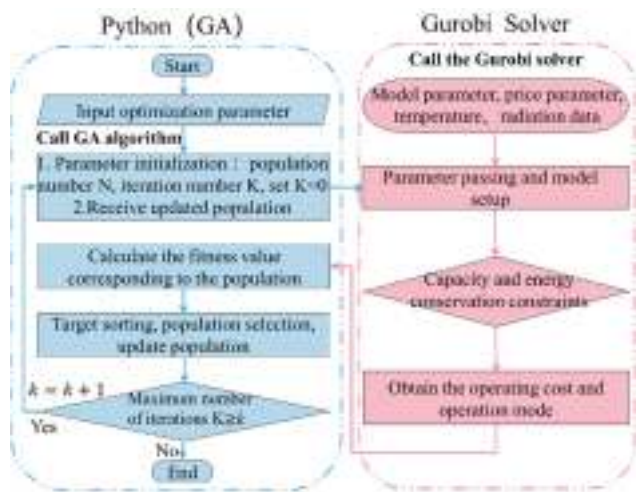 Python (GA)
Start
Input optimization parameter
Call GA algorithm
1. Parameter initialization : population
number N, iteration number K, set K=0
2.Receive updated population
Calculate the fitness value
corresponding to the population
Target sorting, population selection,
update population
k = k + 1
Maximum number
of iterations K≥k
Yes
No
End
Gurobi Solver
Call the Gurobi solver
Model parameter, price parameter,
temperature, radiation data
Parameter passing and model
setup
Capacity and energy
conservation constraints
Obtain the operating cost and
operation mode